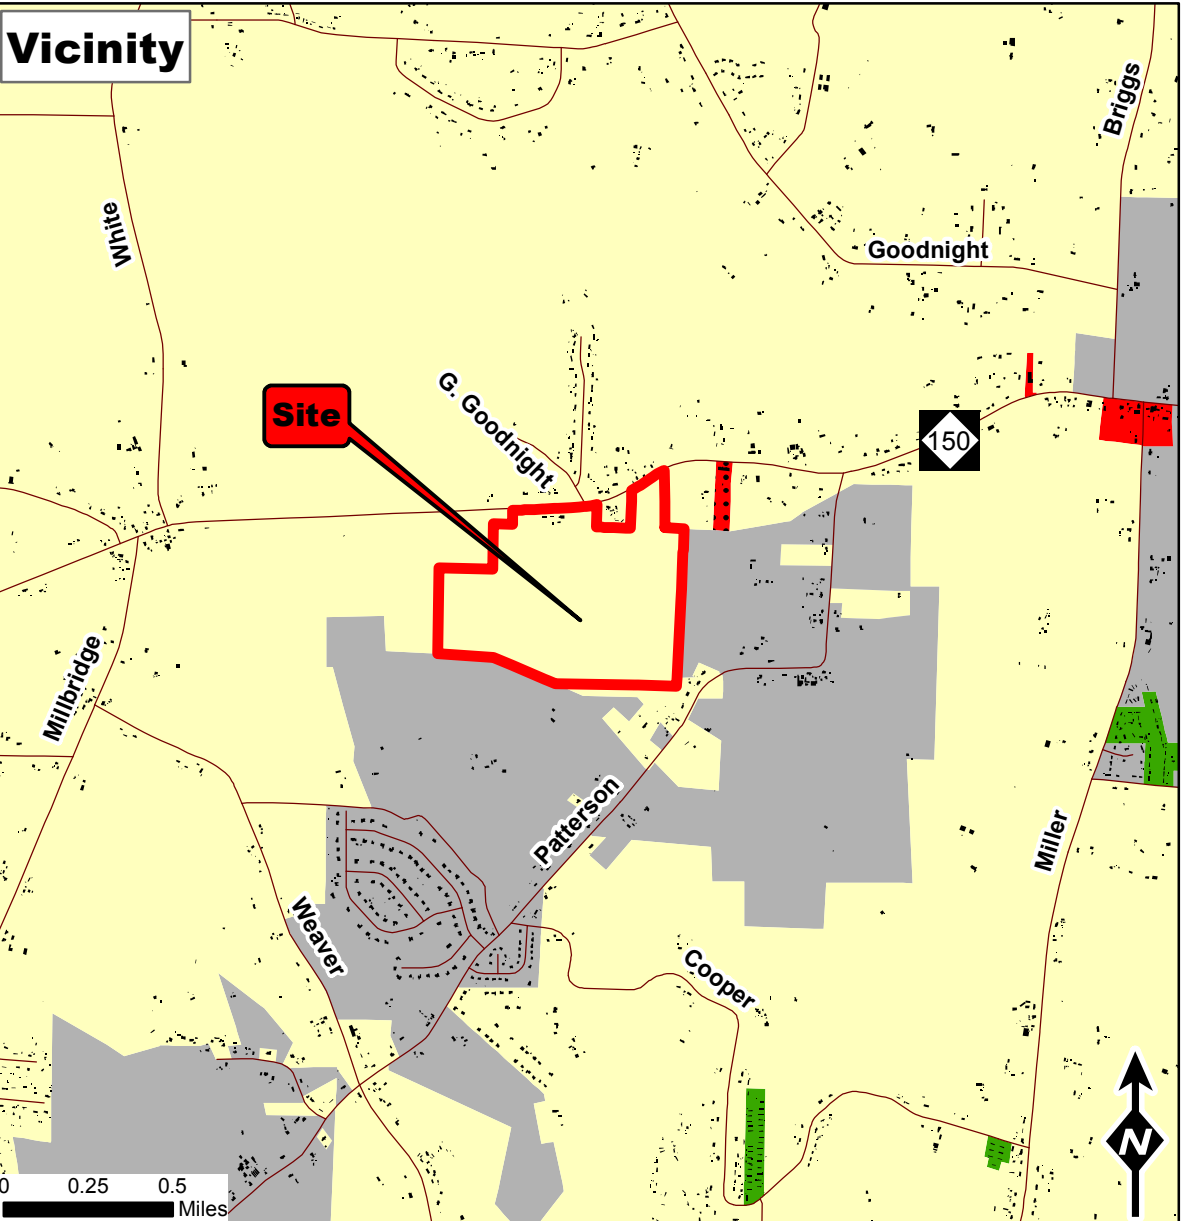 Vicinity
Briggs
White
Goodnight
G. Goodnight
Site
150
Millbridge
Patterson
Miller
Weaver
Cooper
N
0 0.25 0.5
Miles